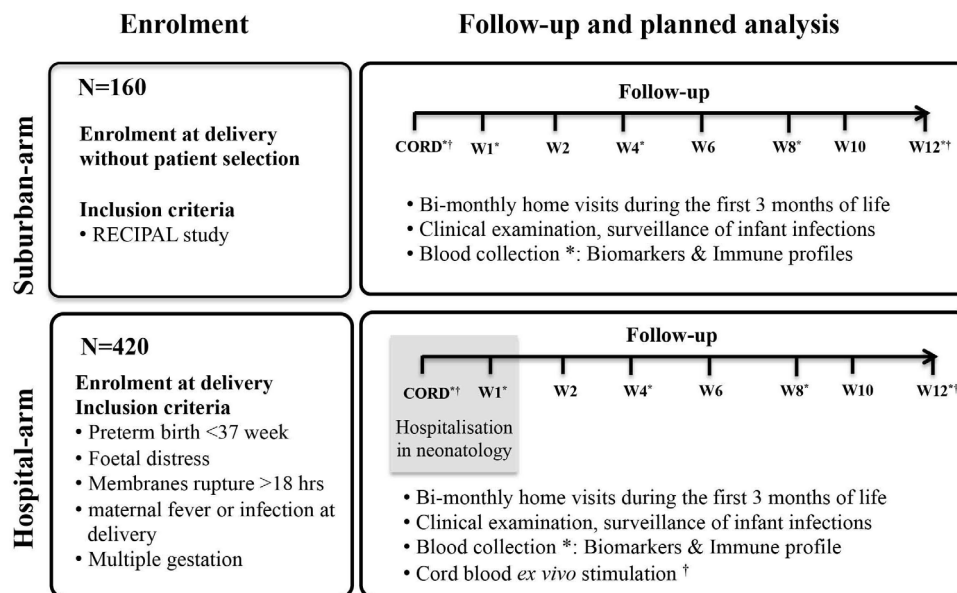 Enrolment
Follow-up and planned analysis
Suburban-arm
N=160
Enrolment at delivery
without patient selection
Inclusion criteria
• RECIPAL study
Follow-up
CORD*† W1* W2 W4* W6 W8* W10 W12*†
• Bi-monthly home visits during the first 3 months of life
• Clinical examination, surveillance of infant infections
• Blood collection *: Biomarkers & Immune profiles
Hospital-arm
N=420
Enrolment at delivery
Inclusion criteria
• Preterm birth <37 week
• Foetal distress
• Membranes rupture >18 hrs
• maternal fever or infection at
delivery
• Multiple gestation
Follow-up
CORD*† W1* W2 W4* W6 W8* W10 W12*†
Hospitalisation
in neonatology
• Bi-monthly home visits during the first 3 months of life
• Clinical examination, surveillance of infant infections
• Blood collection *: Biomarkers & Immune profile
• Cord blood ex vivo stimulation †